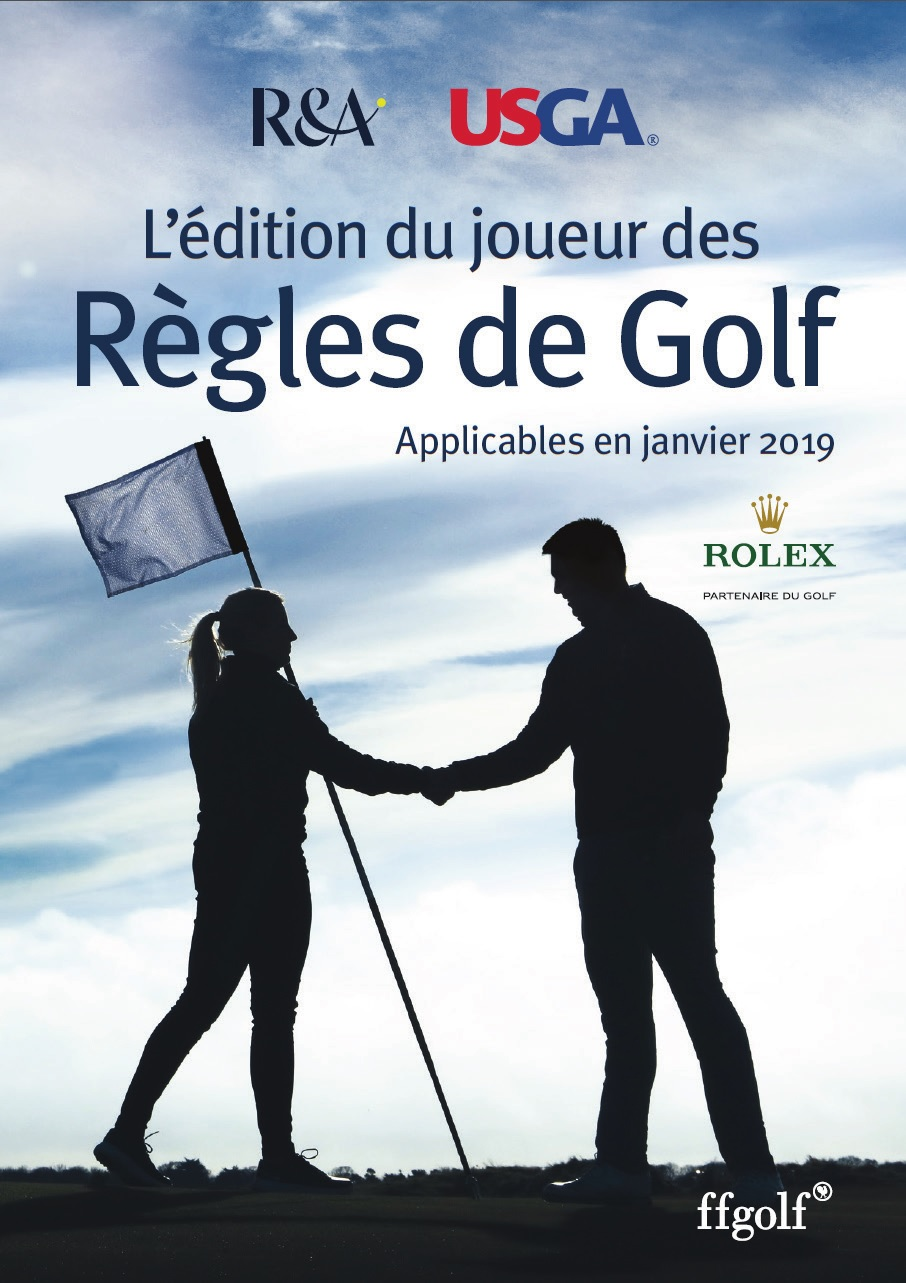 R&A USGA®
L'édition du joueur des
Règles de Golf
Applicables en janvier 2019
ROLEX
PARTENAIRE DU GOLF
ffgolf